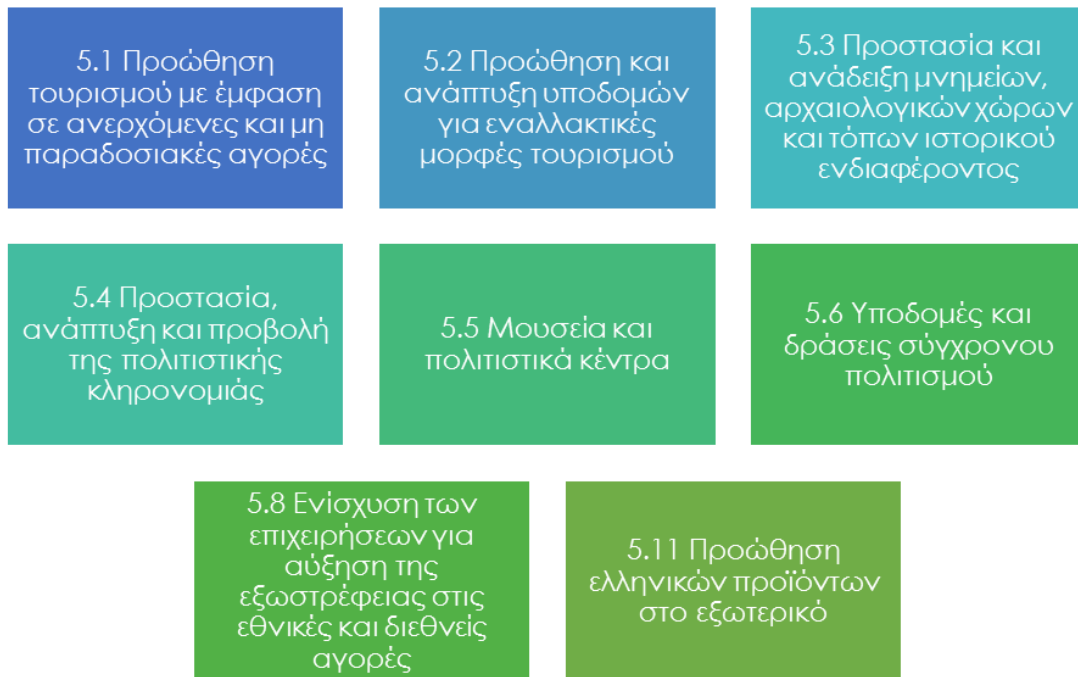 5.1 Προώθηση
τουρισμού με έμφαση
σε ανερχόμενες και μη
παραδοσιακές αγορές
5.2 Προώθηση και
ανάπτυξη υποδομών
για εναλλακτικές
μορφές τουρισμού
5.3 Προστασία και
ανάδειξη μνημείων,
αρχαιολογικών χώρων
και τόπων ιστορικού
ενδιαφέροντος
5.4 Προστασία,
ανάπτυξη και προβολή
της πολιτιστικής
κληρονομιάς
5.5 Μουσεία και
πολιτιστικά κέντρα
5.6 Υποδομές και
δράσεις σύγχρονου
πολιτισμού
5.8 Ενίσχυση των
επιχειρήσεων για
αύξηση της
εξωστρέφειας στις
εθνικές και διεθνείς
αγορές
5.11 Προώθηση
ελληνικών προϊόντων
στο εξωτερικό